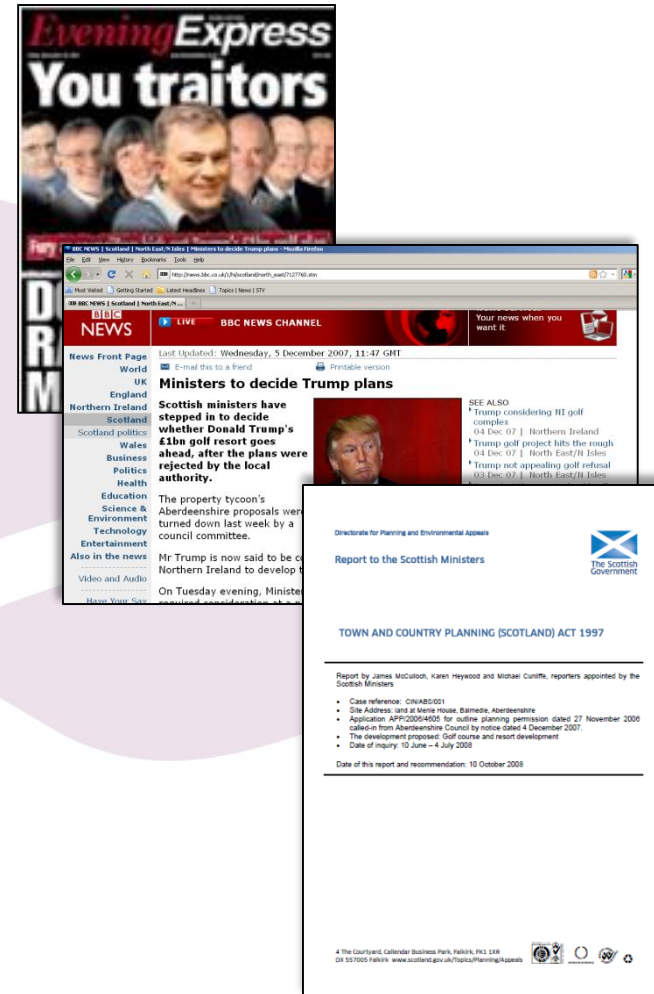 Evening Express
You traitors
Fury
D
R
M
BBC NEWS | Scotland | North East/N Isles | Ministers to decide Trump plans - Mozilla Firefox
File Edit View History Bookmarks Tools Help
http://news.bbc.co.uk/1/hi/scotland/north_east/7127760.stm
Most Visited Getting Started Latest Headlines Topics | News | STV
BBC NEWS | Scotland | North East/N ...
BBC
NEWS
LIVE BBC NEWS CHANNEL
Your news when you
want it
News Front Page
World
UK
England
Northern Ireland
Scotland
Scotland politics
Wales
Business
Politics
Health
Education
Science &
Environment
Technology
Entertainment
Also in the news
Video and Audio
Have Your Say
Last Updated: Wednesday, 5 December 2007, 11:47 GMT
E-mail this to a friend Printable version
Ministers to decide Trump plans
Scottish ministers have
stepped in to decide
whether Donald Trump's
£1bn golf resort goes
ahead, after the plans were
rejected by the local
authority.
The property tycoon's
Aberdeenshire proposals were
turned down last week by a
council committee.
Mr Trump is now said to be
Northern Ireland to develop
On Tuesday evening,
required consideration at a
SEE ALSO
Trump considering NI golf
complex
04 Dec 07 | Northern Ireland
Trump golf project hits the rough
04 Dec 07 | North East/N Isles
Trump not appealing golf refusal
03 Dec 07 | North East/N Isles
Directorate for Planning and Environmental Appeals
Report to the Scottish Ministers
The Scottish
Government
TOWN AND COUNTRY PLANNING (SCOTLAND) ACT 1997
Report by James McCulloch, Karen Heywood and Michael Cunliffe, reporters appointed by the
Scottish Ministers
• Case reference: CIN/ABS/001
• Site Address: land at Menie House, Balmedie, Aberdeenshire
• Application APP/2006/4605 for outline planning permission dated 27 November 2006
called-in from Aberdeenshire Council by notice dated 4 December 2007.
• The development proposed: Golf course and resort development
• Date of inquiry: 10 June – 4 July 2008
Date of this report and recommendation: 10 October 2008
4 The Courtyard, Callendar Business Park, Falkirk, FK1 1XR
DX 557005 Falkirk www.scotland.gov.uk/Topics/Planning/Appeals